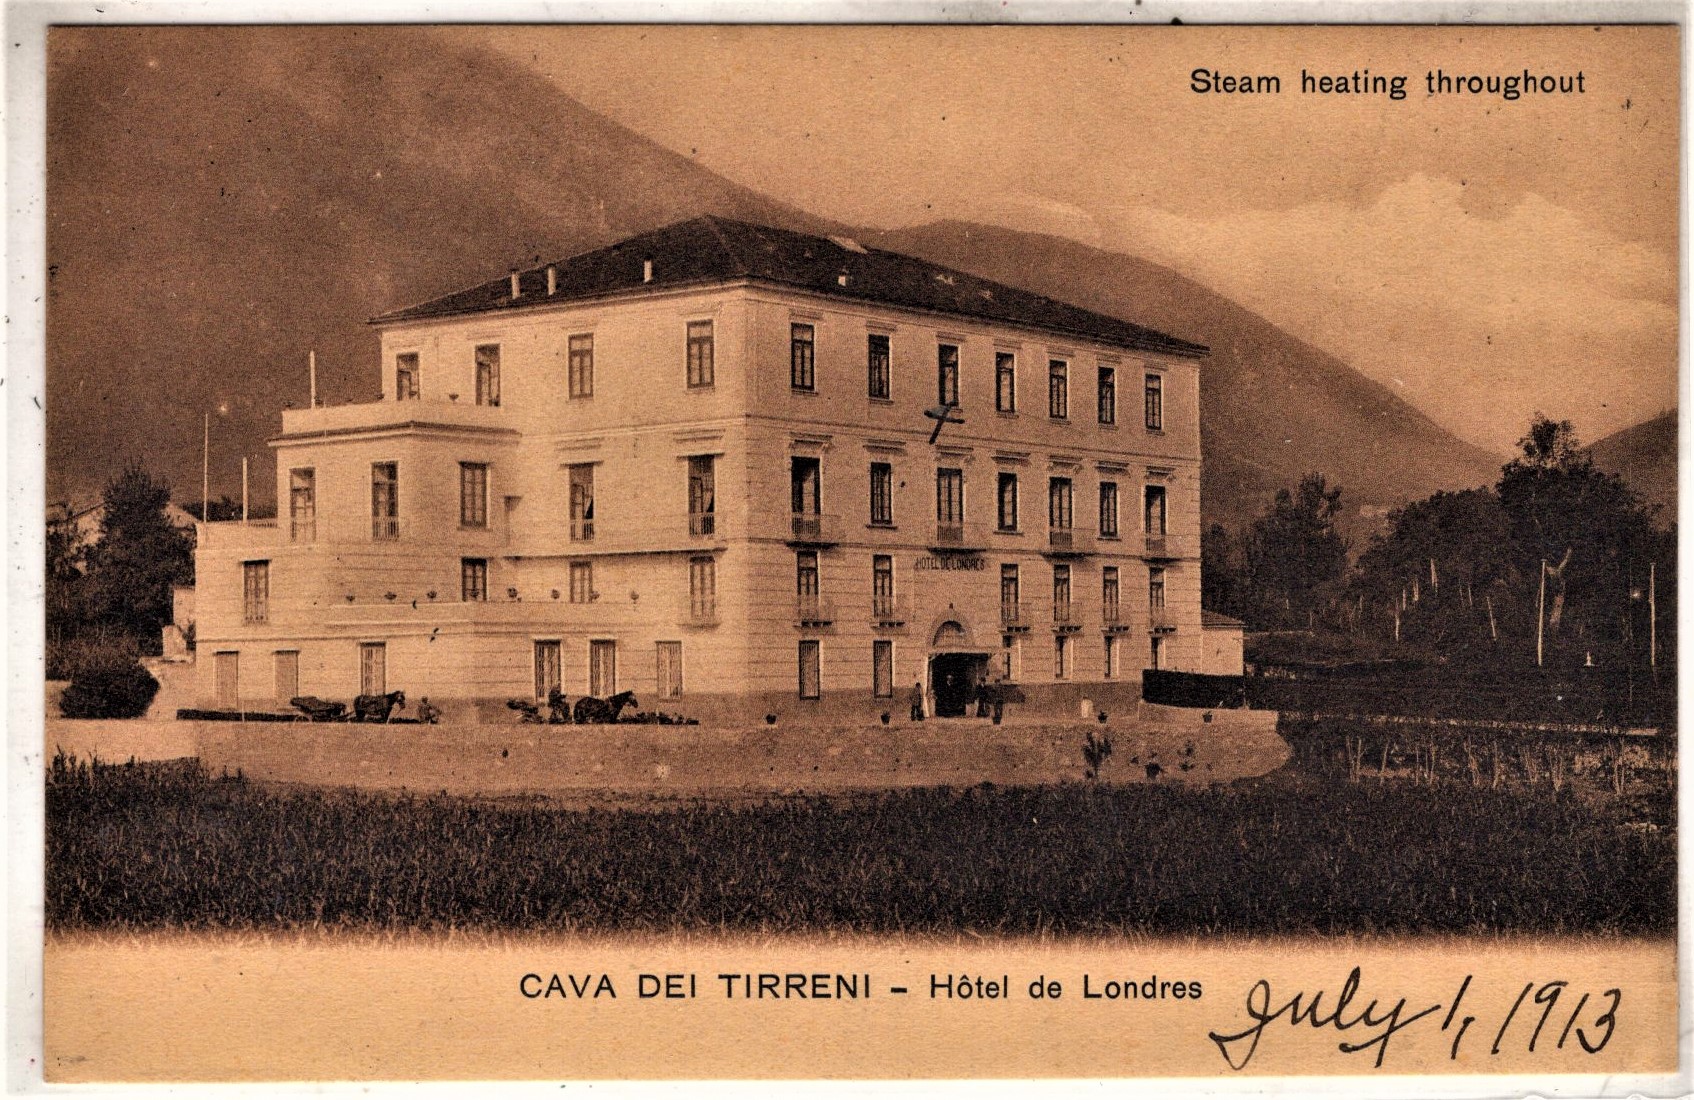 Steam heating throughout
HOTEL DE LONDRES
CAVA DEI TIRRENI – Hôtel de Londres
July 1, 1913